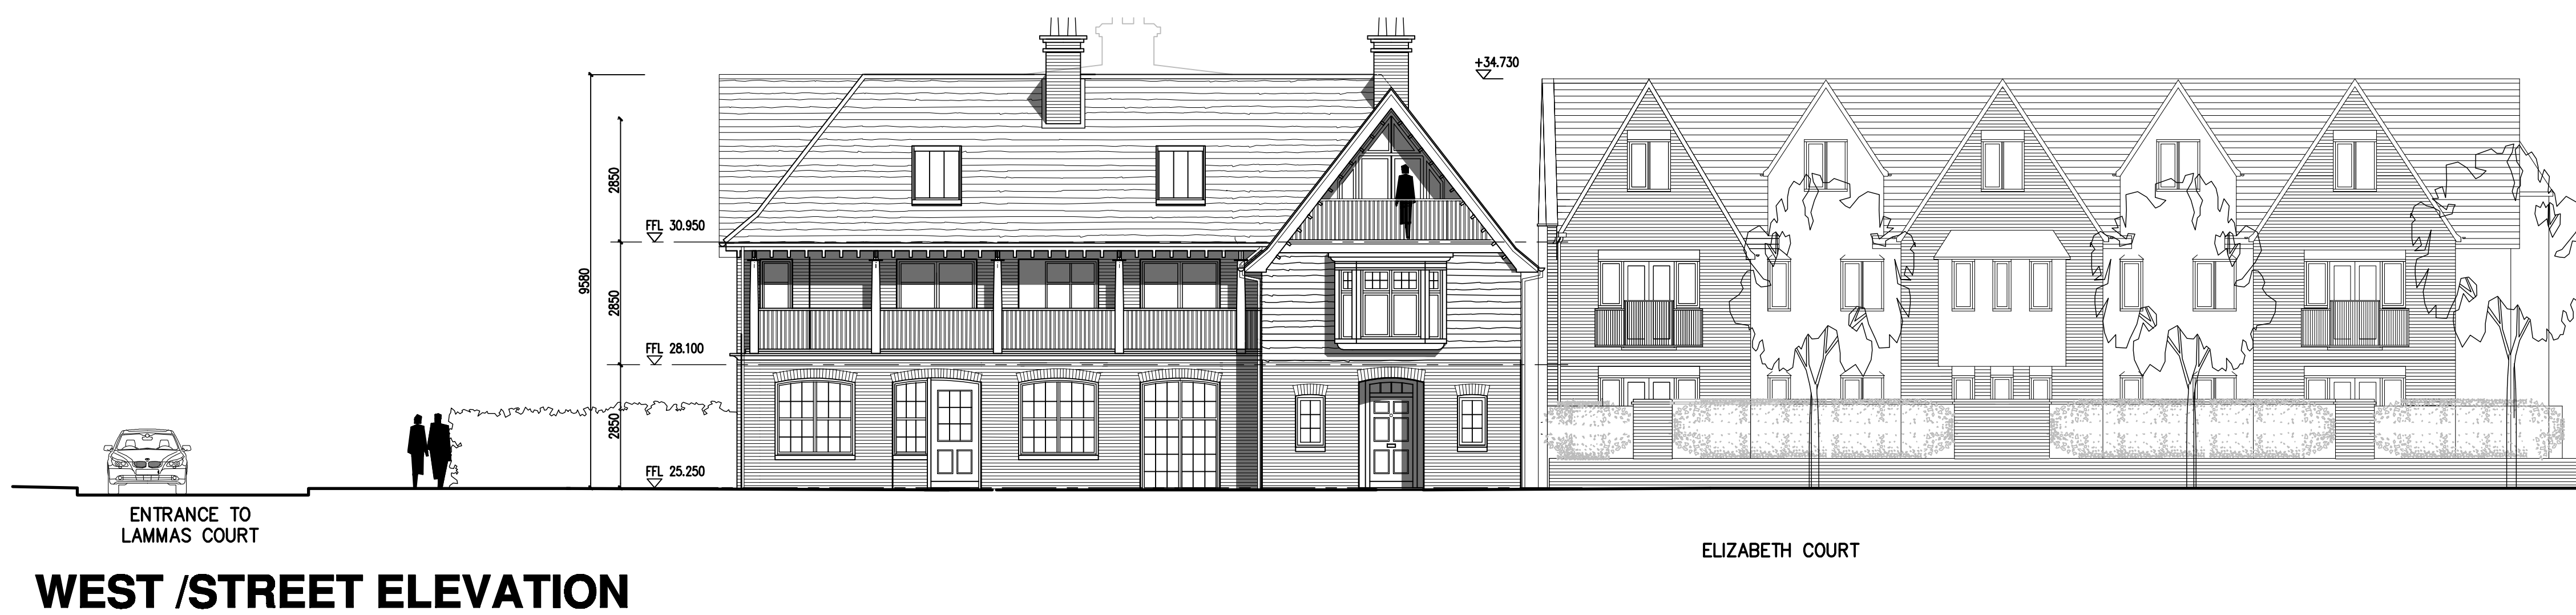 +34.730
2850
FFL 30.950
9580
2850
FFL 28.100
2850
FFL 25.250
ENTRANCE TO
LAMMAS COURT
ELIZABETH COURT
WEST /STREET ELEVATION